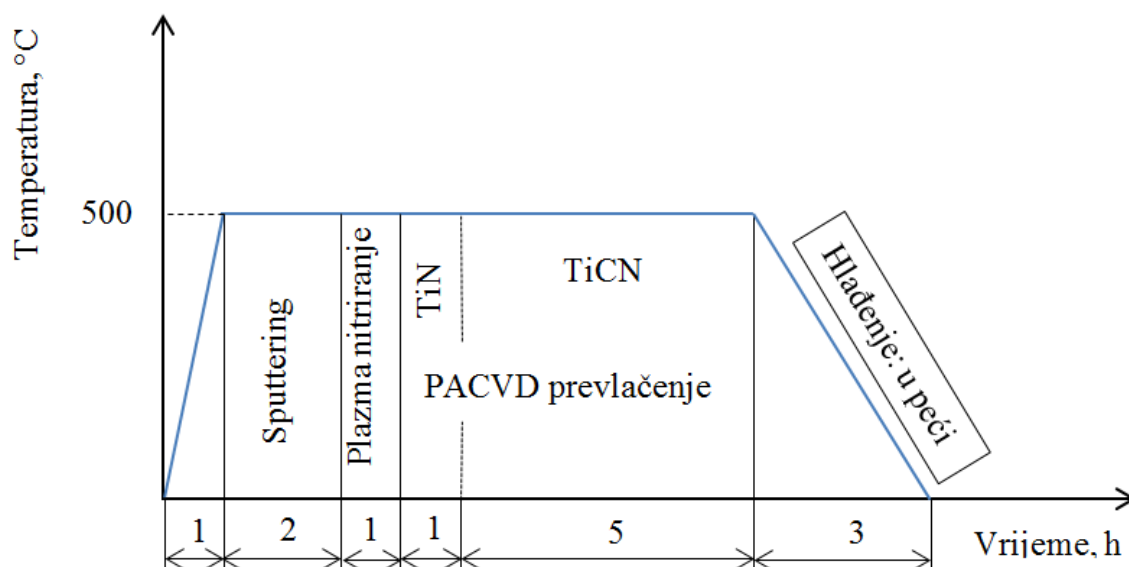 Temperatura, °C
500
Sputtering
Plazma nitriranje
TiN
TiCN
PACVD prevlačenje
Hlađenje: u peći
1
2
1
1
5
3
Vrijeme, h